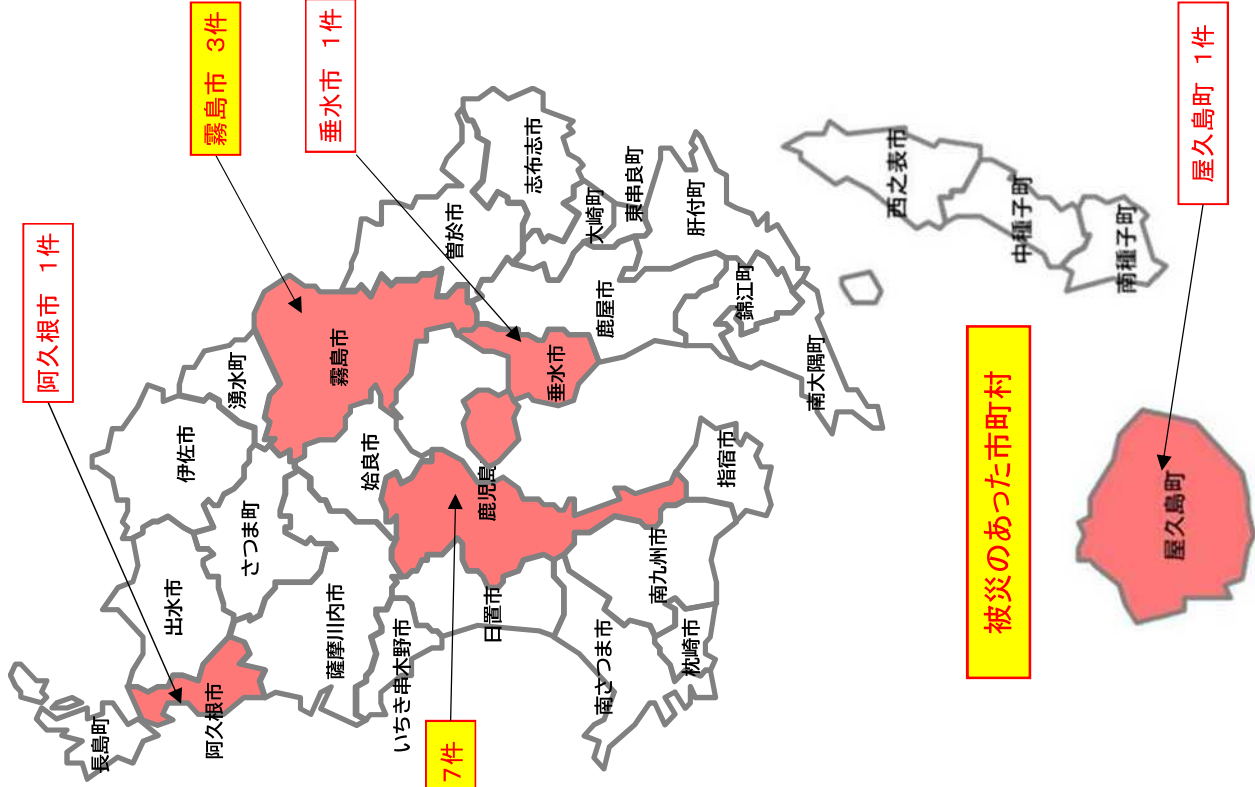 阿久根市 1件
霧島市 3件
垂水市 1件
屋久島町 1件
7件
被災のあった市町村
長島町
阿久根市
出水市
伊佐市
湧水町
さつま町
薩摩川内市
いちき串木野市
日置市
鹿児島
姶良市
霧島市
曽於市
志布志市
大崎町
東串良町
肝付町
鹿屋市
垂水市
錦江町
南大隅町
指宿市
南九州市
枕崎市
南さつま市
西之表市
中種子町
南種子町
屋久島町